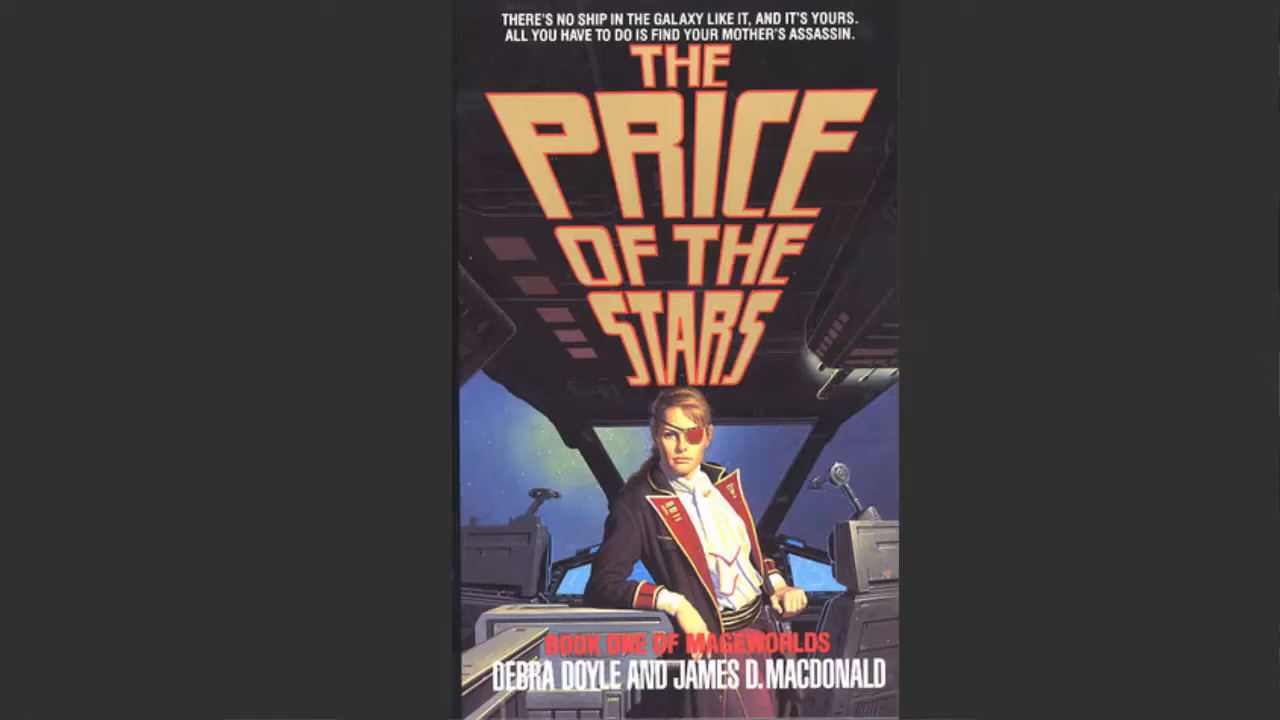 THERE'S NO SHIP IN THE GALAXY LIKE IT, AND IT'S YOURS.
ALL YOU HAVE TO DO IS FIND YOUR MOTHER'S ASSASSIN.
THE
PRICE
OF THE
STARS
BOOK ONE OF MAGEWORLDS
DEBRA DOYLE AND JAMES D. MACDONALD